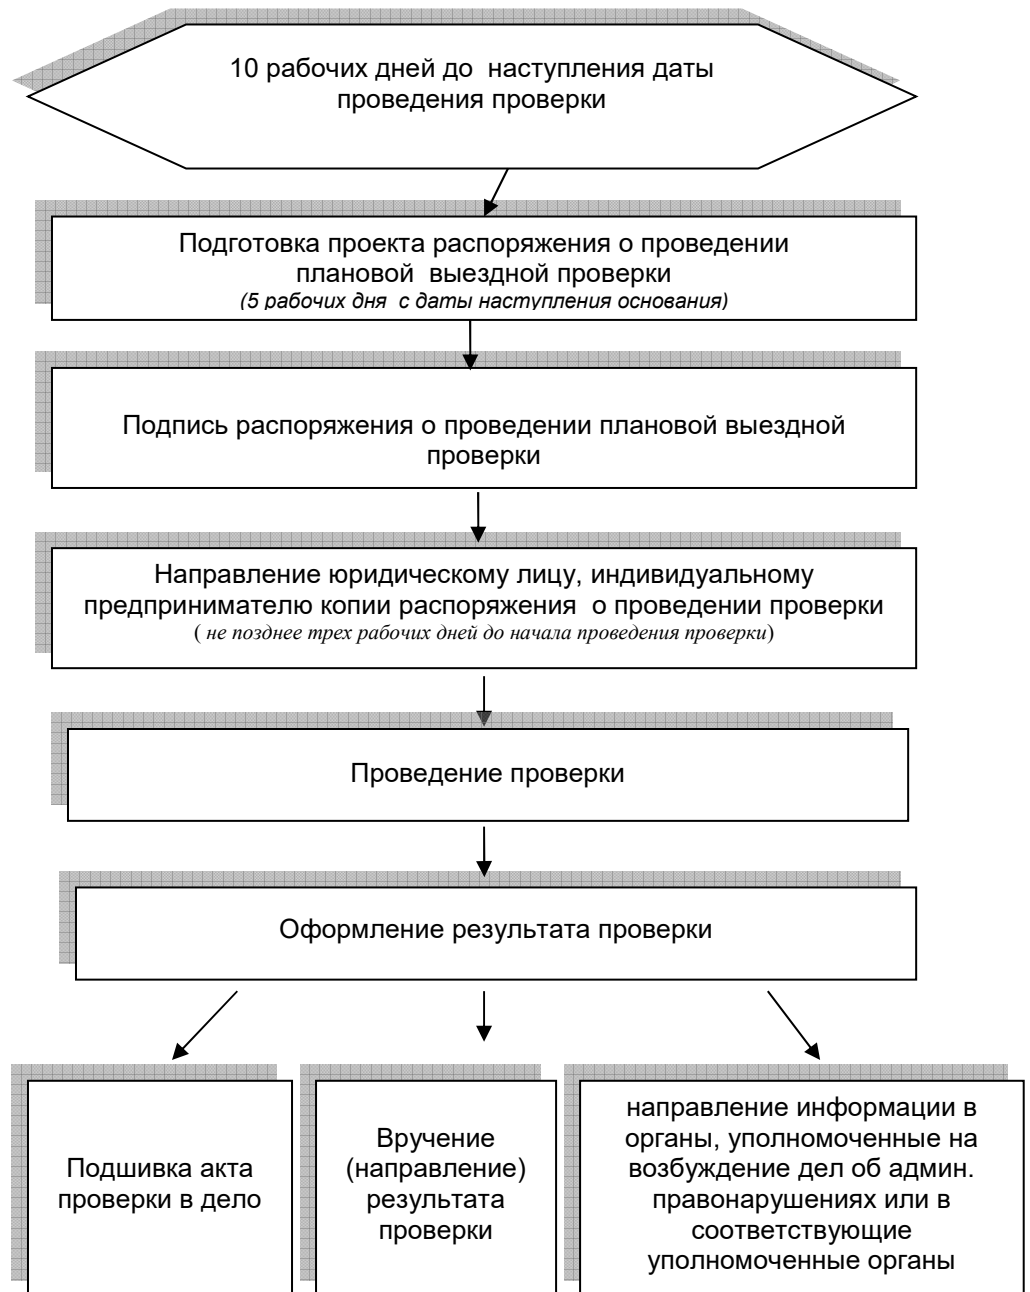 10 рабочих дней до наступления даты
проведения проверки
Подготовка проекта распоряжения о проведении
плановой выездной проверки
(5 рабочих дня с даты наступления основания)
Подпись распоряжения о проведении плановой выездной
проверки
Направление юридическому лицу, индивидуальному
предпринимателю копии распоряжения о проведении проверки
( не позднее трех рабочих дней до начала проведения проверки)
Проведение проверки
Оформление результата проверки
Подшивка акта
проверки в дело
Вручение
(направление)
результата
проверки
направление информации в
органы, уполномоченные на
возбуждение дел об админ.
правонарушениях или в
соответствующие
уполномоченные органы